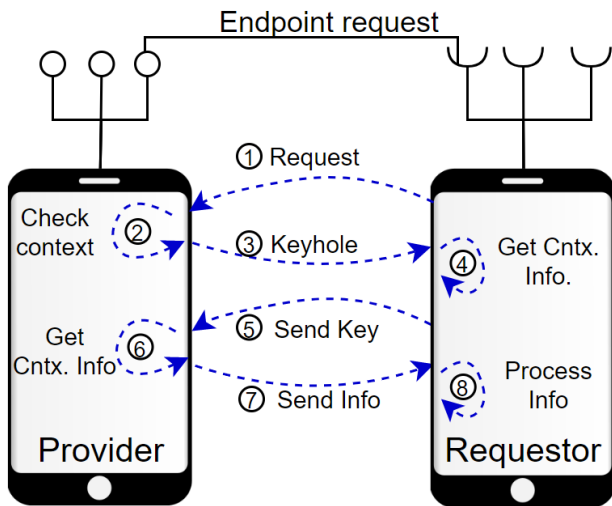 Endpoint request
① Request
Check
context
②
③ Keyhole
④
Get Cntx.
Info.
⑤ Send Key
Get
Cntx. Info
⑥
⑦ Send Info
⑧
Process
Info
Provider
Requestor